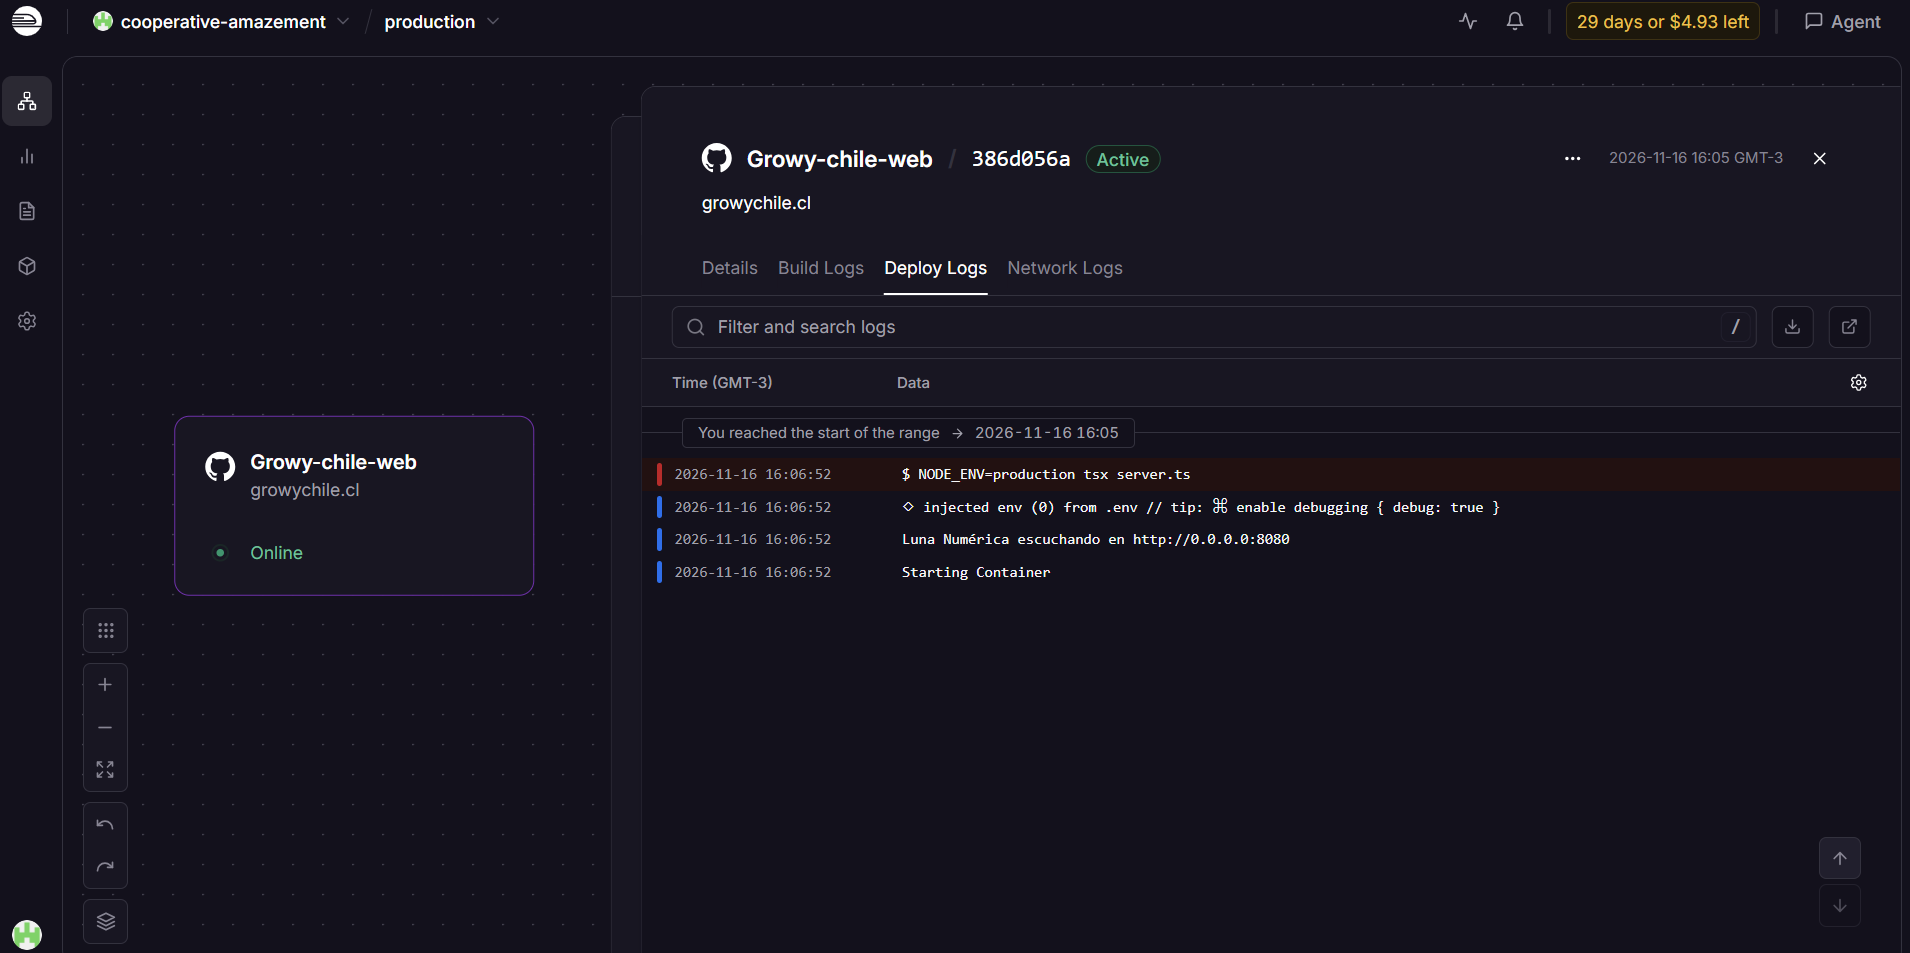 cooperative-amazement / production 29 days or $4.93 left Agent
Growy-chile-web / 386d056a Active ··· 2026-11-16 16:05 GMT-3
growychile.cl
Details Build Logs Deploy Logs Network Logs
Filter and search logs /
Time (GMT-3) Data
You reached the start of the range → 2026-11-16 16:05
2026-11-16 16:06:52 $ NODE_ENV=production tsx server.ts
2026-11-16 16:06:52 ◇ injected env (0) from .env // tip: ⌘ enable debugging { debug: true }
2026-11-16 16:06:52 Luna Numérica escuchando en http://0.0.0.0:8080
2026-11-16 16:06:52 Starting Container
Growy-chile-web
growychile.cl
Online